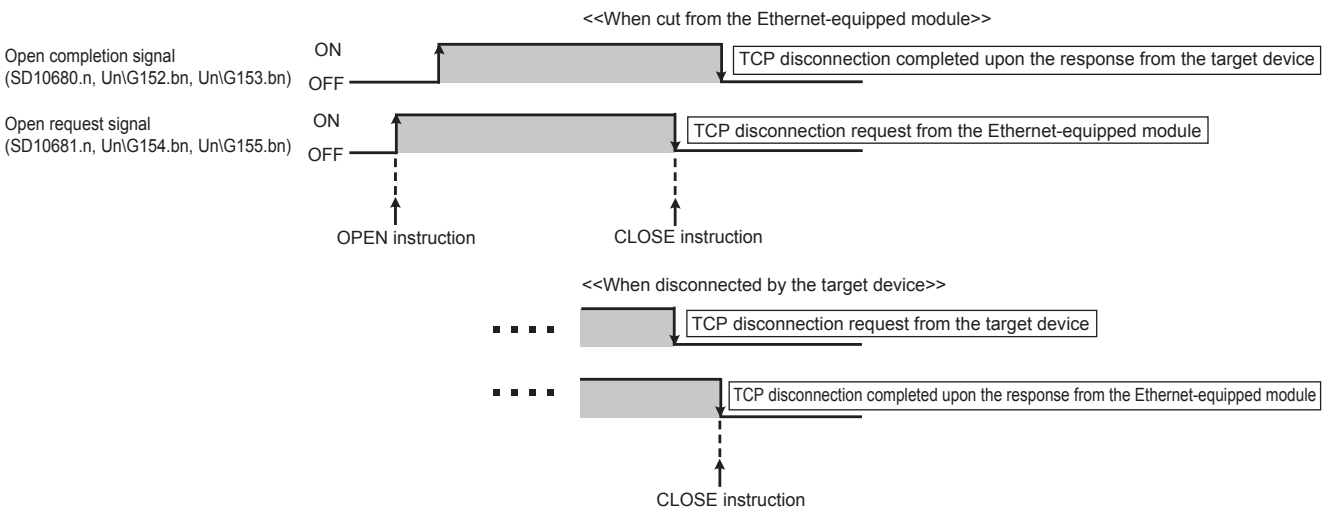 <<When cut from the Ethernet-equipped module>>
Open completion signal
(SD10680.n, Un\G152.bn, Un\G153.bn)
ON
OFF
TCP disconnection completed upon the response from the target device
Open request signal
(SD10681.n, Un\G154.bn, Un\G155.bn)
ON
OFF
TCP disconnection request from the Ethernet-equipped module
OPEN instruction
CLOSE instruction
<<When disconnected by the target device>>
TCP disconnection request from the target device
TCP disconnection completed upon the response from the Ethernet-equipped module
CLOSE instruction